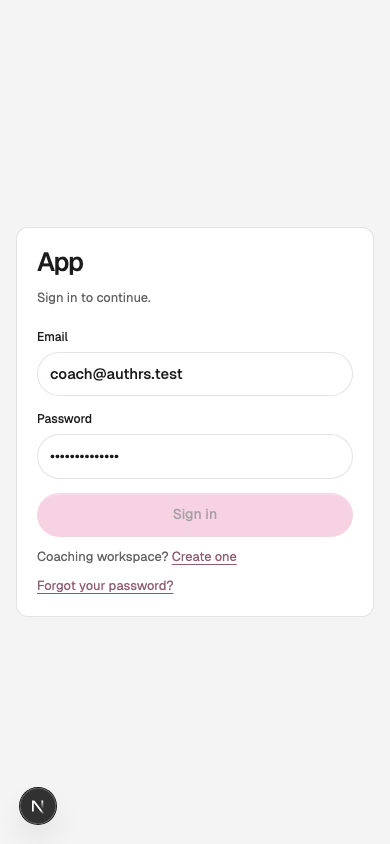 App
Sign in to continue.
Email
coach@authrs.test
Password
••••••••••••••
Sign in
Coaching workspace? Create one
Forgot your password?
N